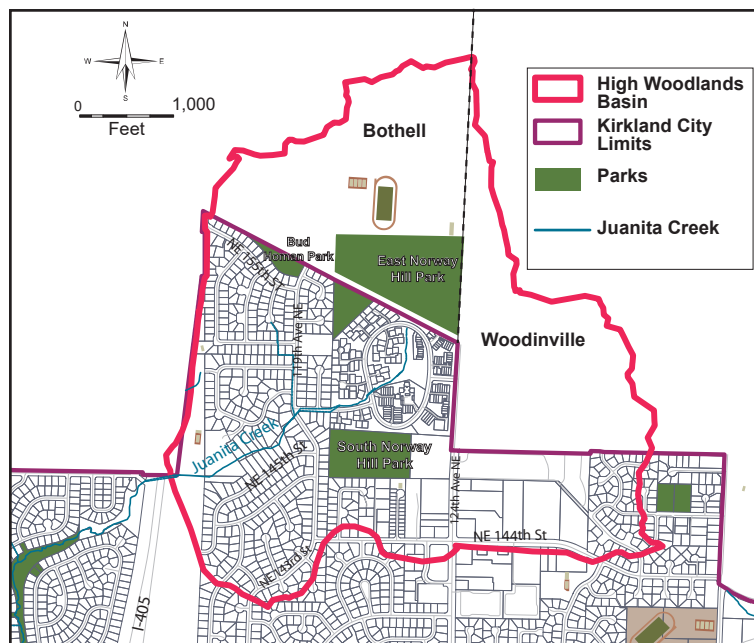 N
W
E
S
0
1,000
Feet
High Woodlands
Basin
Kirkland City
Limits
Parks
Juanita Creek
Bothell
Bud
Homan Park
East Norway
Hill Park
NE 155th ST
119th Ave NE
Woodinville
Juanita Creek
NE 145th ST
South Norway
Hill Park
124th Ave NE
NE 144th St
NE 143rd St
I-405